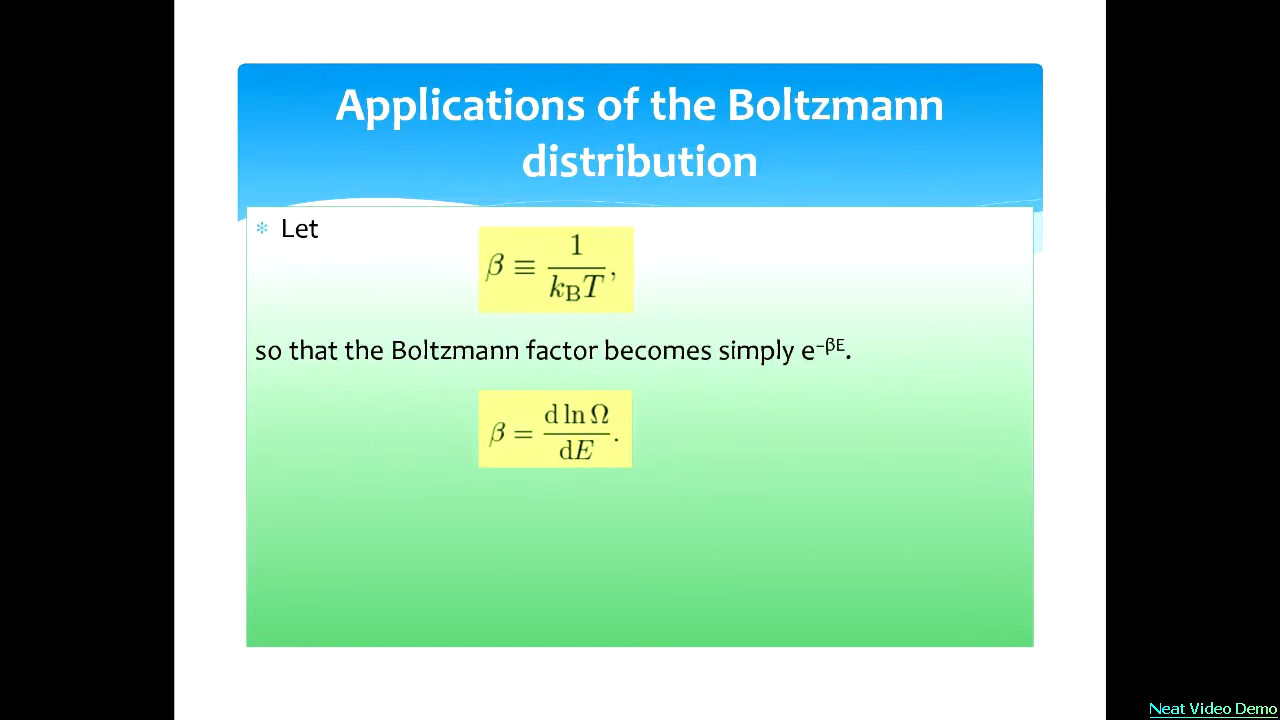 Applications of the Boltzmann
distribution
* Let
β ≡ 1/(k_B T),
so that the Boltzmann factor becomes simply e^–βE.
β = d ln Ω/dE.
Neat Video Demo